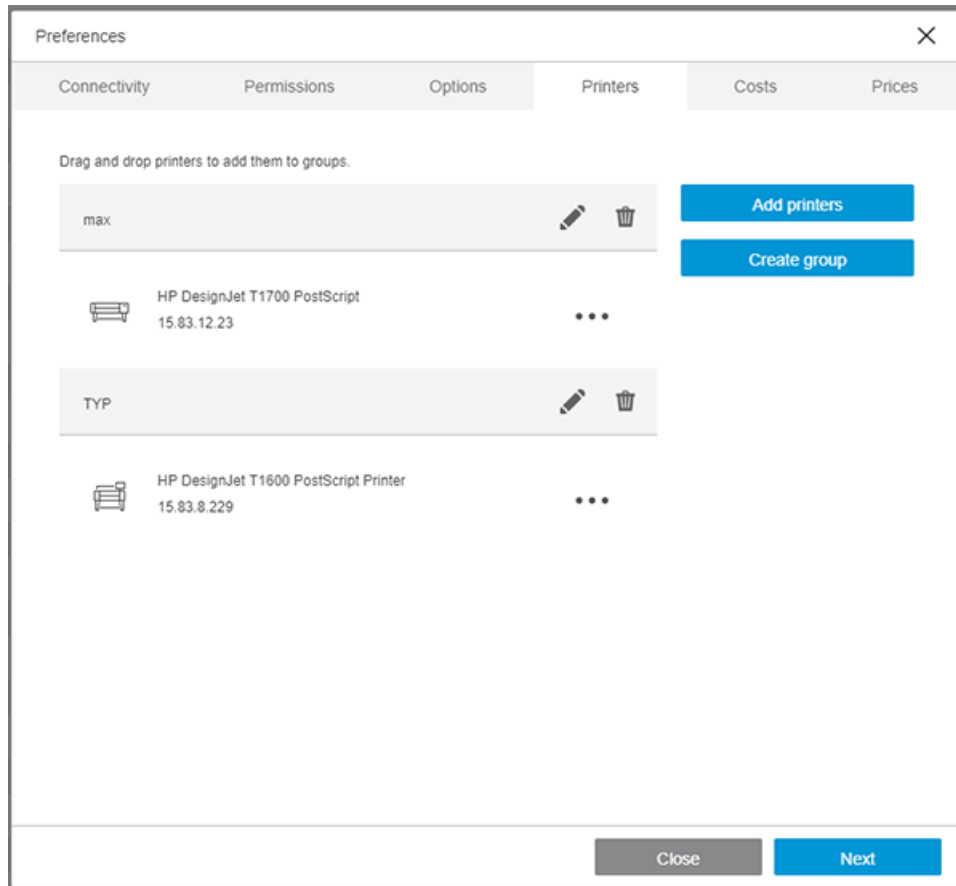 Preferences
Connectivity Permissions Options Printers Costs Prices
Drag and drop printers to add them to groups.
max
Add printers
Create group
HP DesignJet T1700 PostScript
15.83.12.23
TYP
HP DesignJet T1600 PostScript Printer
15.83.8.229
Close Next